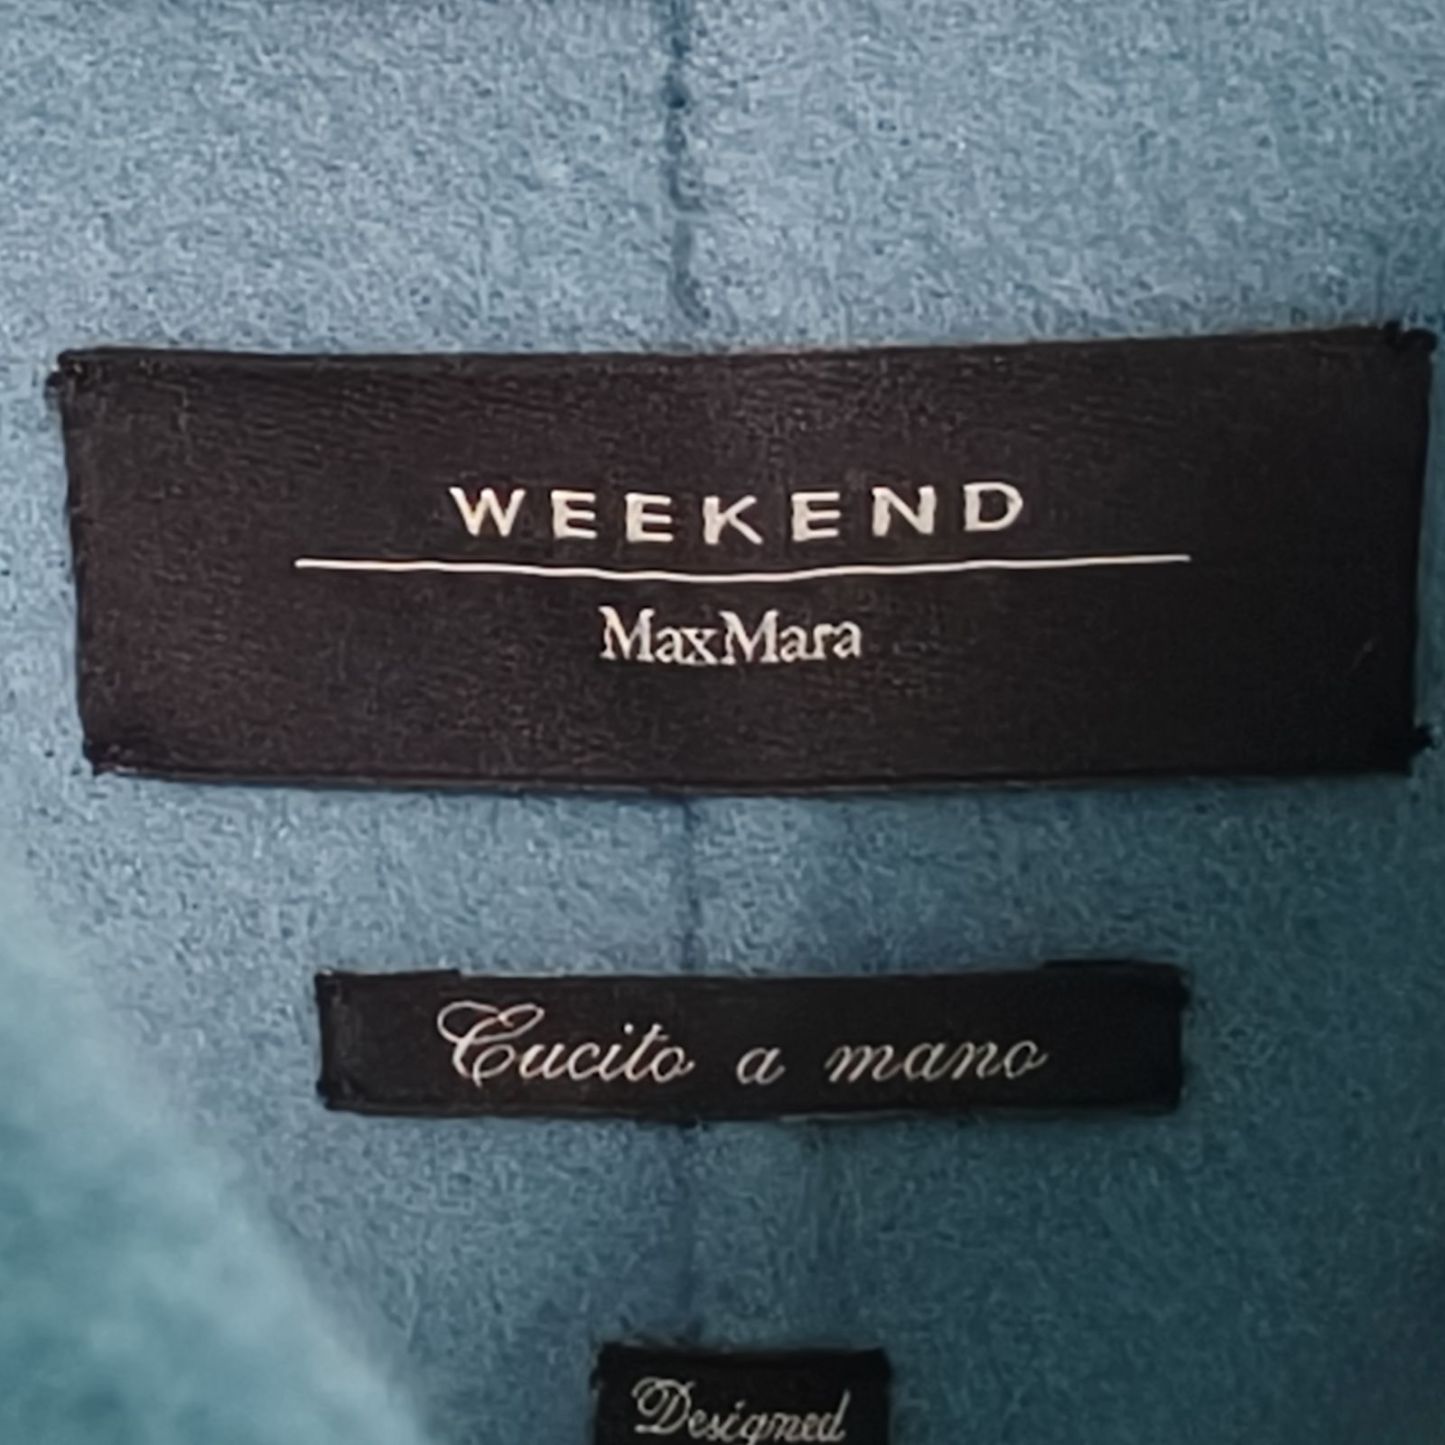 WEEKEND
MaxMara
Cucito a mano
Designed